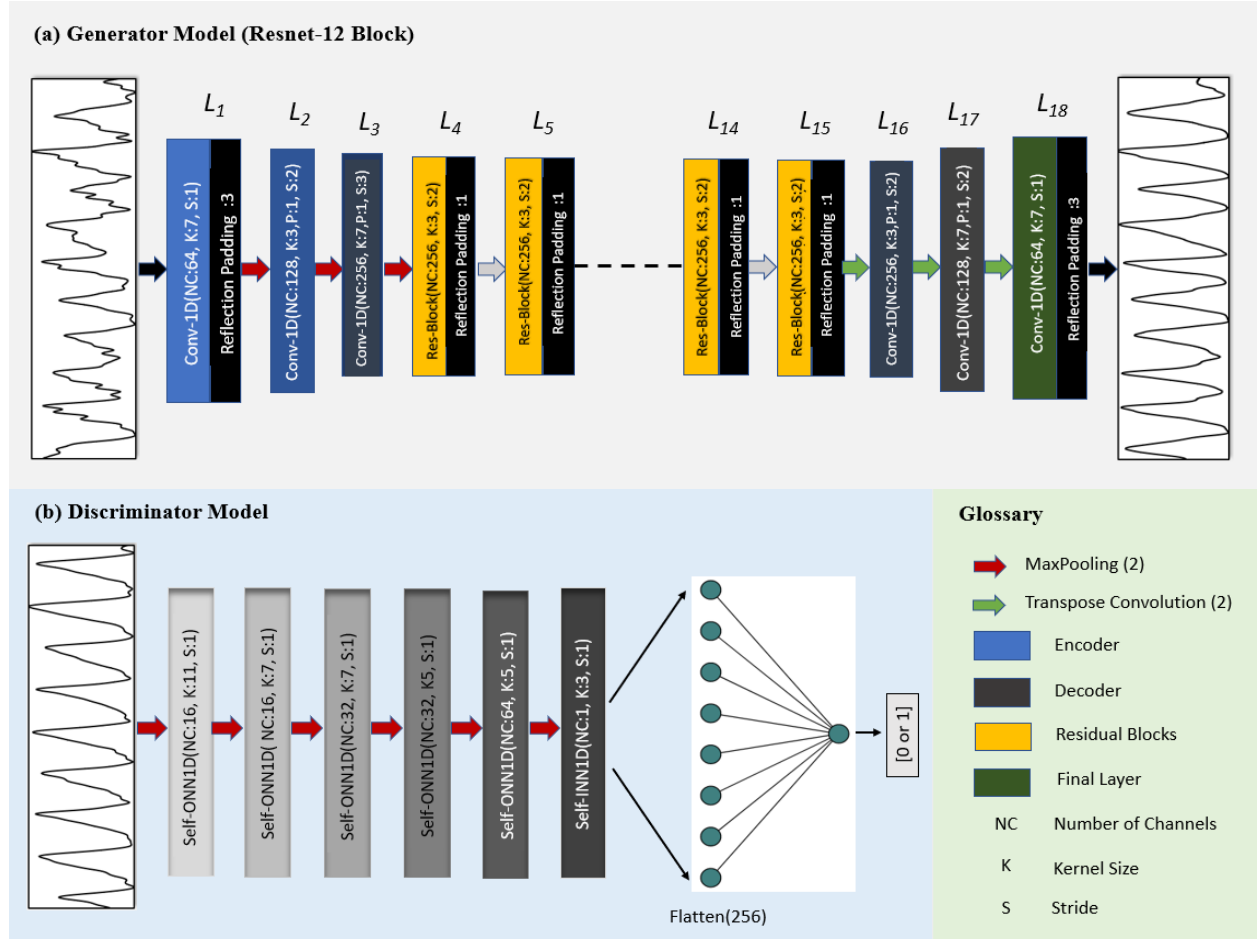 (a) Generator Model (Resnet-12 Block)
L1
L2
L3
L4
L5
L14
L15
L16
L17
L18
Conv-1D(NC:64, K:7, S:1)
Reflection Padding :3
Conv-1D(NC:128, K:3,P:1, S:2)
Conv-1D(NC:256, K:7,P:1, S:3)
Res-Block(NC:256, K:3, S:2)
Reflection Padding :1
Res-Block(NC:256, K:3, S:2)
Reflection Padding :1
Res-Block(NC:256, K:3, S:2)
Reflection Padding :1
Res-Block(NC:256, K:3, S:2)
Reflection Padding :1
Conv-1D(NC:256, K:3,P:1, S:2)
Conv-1D(NC:128, K:7,P:1, S:2)
Conv-1D(NC:64, K:7, S:1)
Reflection Padding :3
(b) Discriminator Model
Self-ONN1D(NC:16, K:11, S:1)
Self-ONN1D( NC:16, K:7, S:1)
Self-ONN1D(NC:32, K:7, S:1)
Self-ONN1D(NC:32, K5, S:1)
Self-ONN1D(NC:64, K:5, S:1)
Self-INN1D(NC:1, K:3, S:1)
Flatten(256)
[0 or 1]
Glossary
MaxPooling (2)
Transpose Convolution (2)
Encoder
Decoder
Residual Blocks
Final Layer
NC Number of Channels
K Kernel Size
S Stride